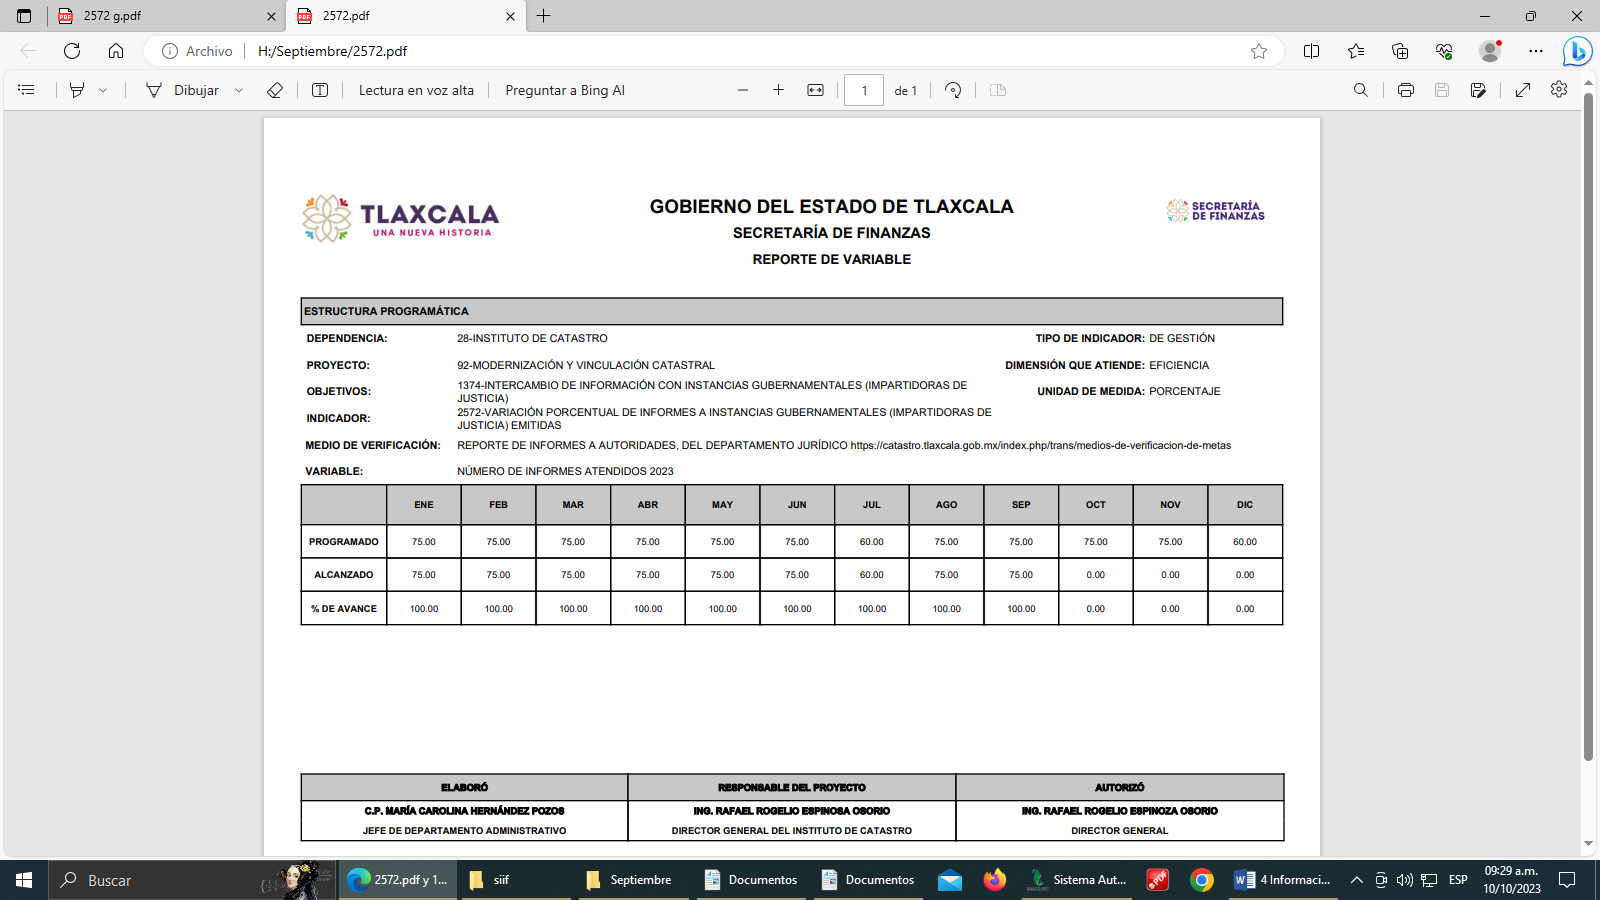 2572 g.pdf
2572.pdf
Archivo
H:/Septiembre/2572.pdf
Dibujar
Lectura en voz alta
Preguntar a Bing AI
1
de 1
TLAXCALA
UNA NUEVA HISTORIA
GOBIERNO DEL ESTADO DE TLAXCALA
SECRETARÍA DE FINANZAS
REPORTE DE VARIABLE
SECRETARÍA
DE FINANZAS
ESTRUCTURA PROGRAMÁTICA
DEPENDENCIA: 28-INSTITUTO DE CATASTRO TIPO DE INDICADOR: DE GESTIÓN
PROYECTO: 92-MODERNIZACIÓN Y VINCULACIÓN CATASTRAL DIMENSIÓN QUE ATIENDE: EFICIENCIA
OBJETIVOS: 1374-INTERCAMBIO DE INFORMACIÓN CON INSTANCIAS GUBERNAMENTALES (IMPARTIDORAS DE
JUSTICIA) UNIDAD DE MEDIDA: PORCENTAJE
INDICADOR: 2572-VARIACIÓN PORCENTUAL DE INFORMES A INSTANCIAS GUBERNAMENTALES (IMPARTIDORAS DE
JUSTICIA) EMITIDAS
MEDIO DE VERIFICACIÓN: REPORTE DE INFORMES A AUTORIDADES, DEL DEPARTAMENTO JURÍDICO https://catastro.tlaxcala.gob.mx/index.php/trans/medios-de-verificacion-de-metas
VARIABLE: NÚMERO DE INFORMES ATENDIDOS 2023
ENE FEB MAR ABR MAY JUN JUL AGO SEP OCT NOV DIC
PROGRAMADO 75.00 75.00 75.00 75.00 75.00 75.00 60.00 75.00 75.00 75.00 75.00 60.00
ALCANZADO 75.00 75.00 75.00 75.00 75.00 75.00 60.00 75.00 75.00 0.00 0.00 0.00
% DE AVANCE 100.00 100.00 100.00 100.00 100.00 100.00 100.00 100.00 100.00 0.00 0.00 0.00
ELABORÓ RESPONSABLE DEL PROYECTO AUTORIZÓ
C.P. MARÍA CAROLINA HERNÁNDEZ POZOS ING. RAFAEL ROGELIO ESPINOSA OSORIO ING. RAFAEL ROGELIO ESPINOZA OSORIO
JEFE DE DEPARTAMENTO ADMINISTRATIVO DIRECTOR GENERAL DEL INSTITUTO DE CATASTRO DIRECTOR GENERAL
Buscar
2572.pdf y 1...
siif
Septiembre
Documentos
Documentos
Sistema Aut...
4 Informaci...
ESP
09:29 a.m.
10/10/2023